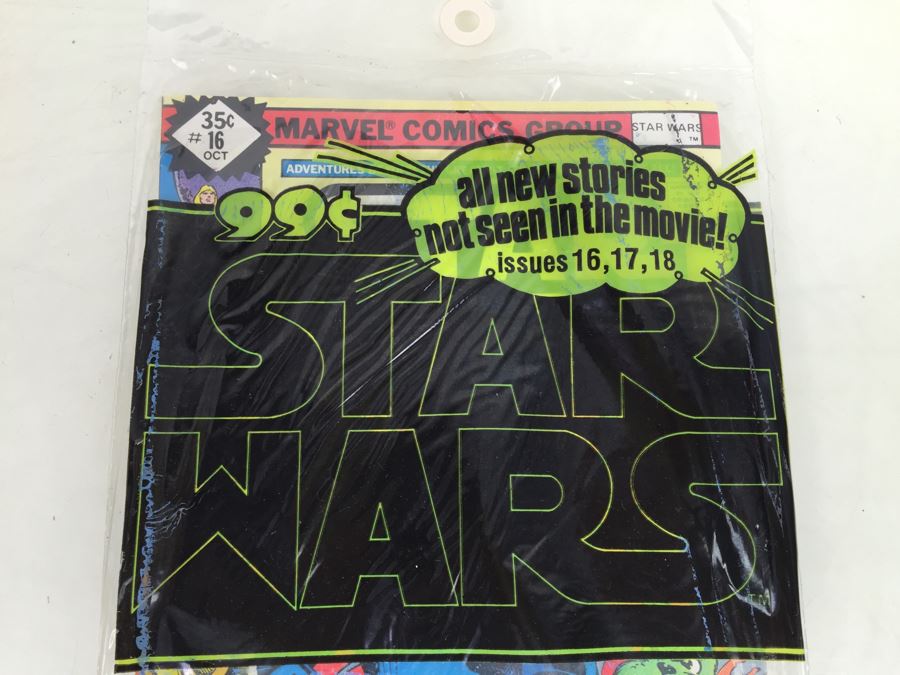 35¢
# 16
OCT
MARVEL® COMICS GROUP
STAR WARS
TM
ADVENTURES
99¢
all new stories
not seen in the movie!
issues 16,17,18
STAR
WARS
TM